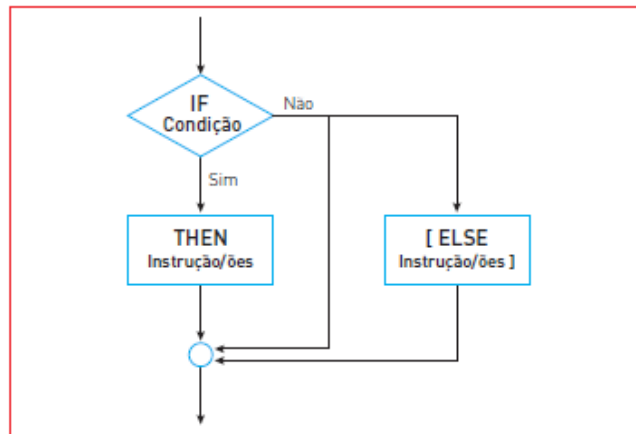 IF
Condição
Não
Sim
THEN
Instrução/ões
[ ELSE
Instrução/ões ]